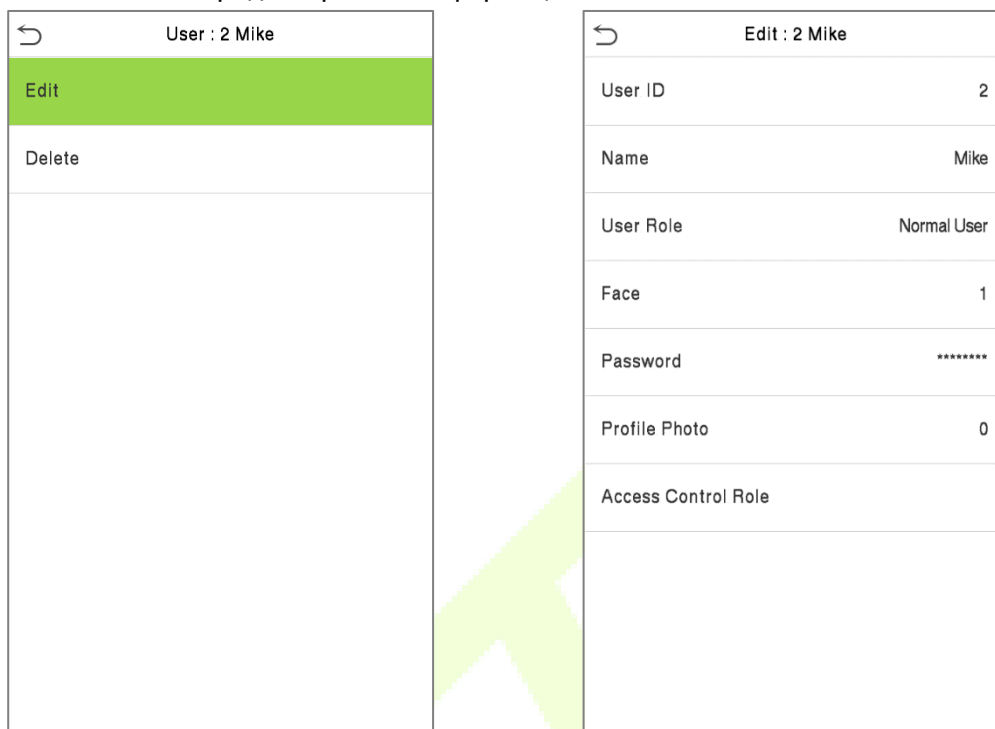 User : 2 Mike
Edit
Delete
Edit : 2 Mike
User ID 2
Name Mike
User Role Normal User
Face 1
Password ********
Profile Photo 0
Access Control Role